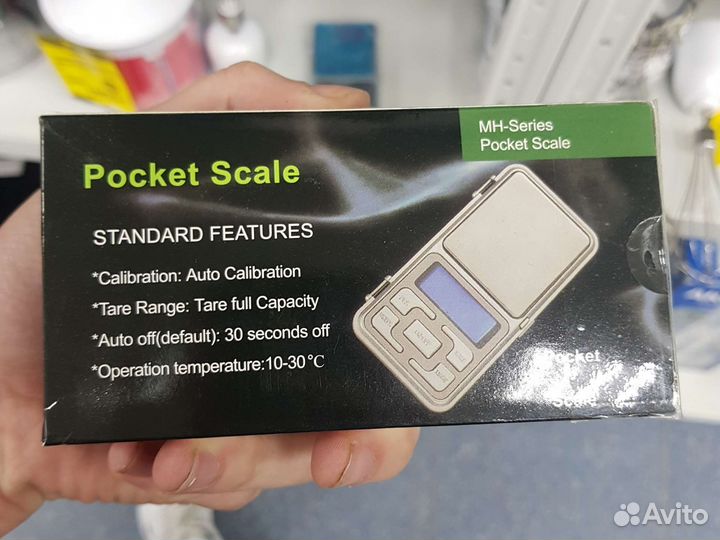 MH-Series
Pocket Scale
Pocket Scale
STANDARD FEATURES
*Calibration: Auto Calibration
*Tare Range: Tare full Capacity
*Auto off(default): 30 seconds off
*Operation temperature:10-30℃
Pocket
Avito